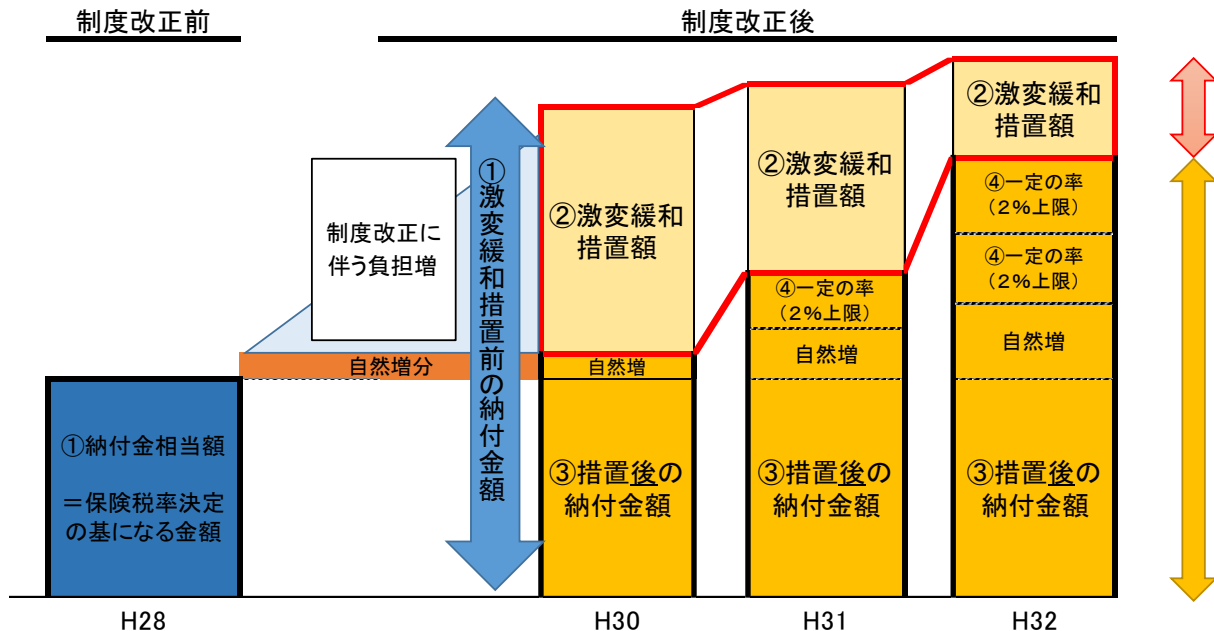 制度改正前
制度改正後
①納付金相当額
＝保険税率決定
の基になる金額
制度改正に
伴う負担増
自然増分
①激変緩和措置前の納付金額
②激変緩和
措置額
自然増
③措置後の
納付金額
②激変緩和
措置額
④一定の率
（２％上限）
自然増
③措置後の
納付金額
②激変緩和
措置額
④一定の率
（２％上限）
④一定の率
（２％上限）
自然増
③措置後の
納付金額
H28
H30
H31
H32